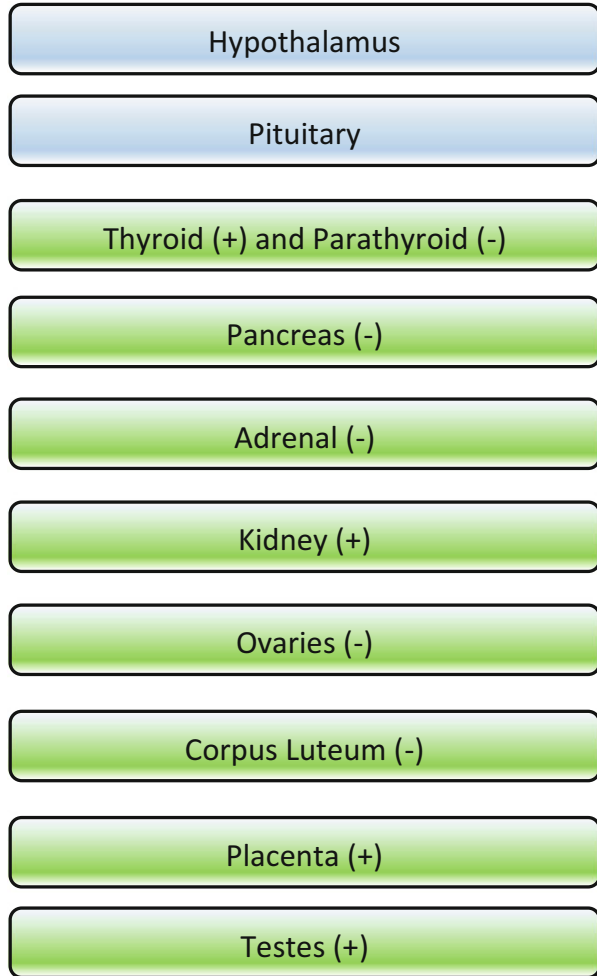 Hypothalamus
Pituitary
Thyroid (+) and Parathyroid (-)
Pancreas (-)
Adrenal (-)
Kidney (+)
Ovaries (-)
Corpus Luteum (-)
Placenta (+)
Testes (+)